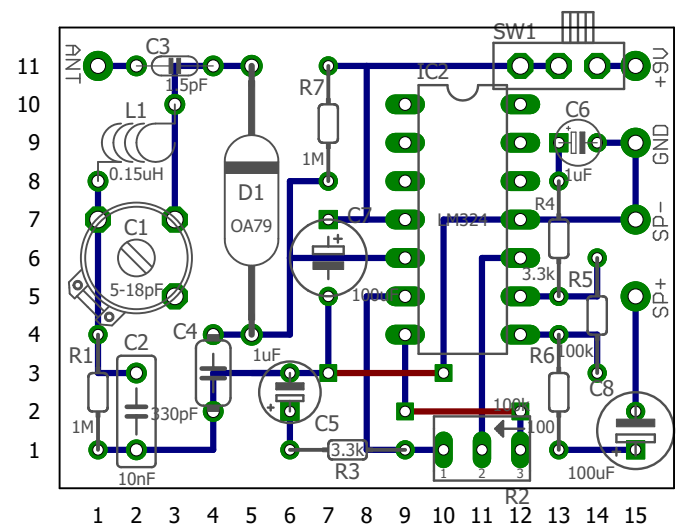 SW1
ANT
C3
11
1.5pF
R7
IC2
+9V
10
L1
C6
9
GND
1M
0.15uH
1uF
8
D1
R4
C7
7
C1
OA79
LM324
SP-
6
5-18pF
3.3k
R5
5
100u
SP+
C2
C4
4
R1
1uF
R6
100k
3
C8
330pF
100k
2
C5
100
1M
1
3.3k
1 2 3
10nF
R3
100uF
R2
1 2 3 4 5 6 7 8 9 10 11 12 13 14 15